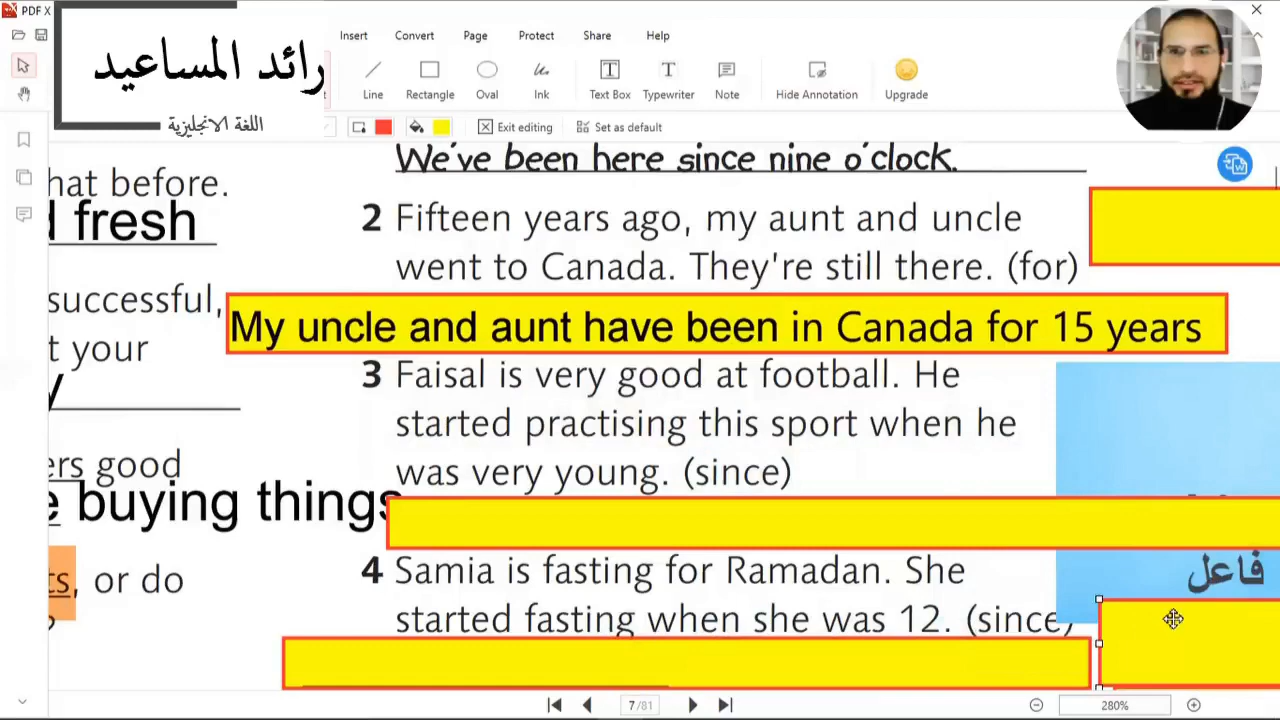 PDF X
رائد المساعيد
اللغة الانجليزية
Insert Convert Page Protect Share Help
Line Rectangle Oval Ink Text Box Typewriter Note Hide Annotation Upgrade
Exit editing Set as default
We've been here since nine o'clock.
hat before.
fresh
2 Fifteen years ago, my aunt and uncle
went to Canada. They're still there. (for)
successful,
My uncle and aunt have been in Canada for 15 years
t your
3 Faisal is very good at football. He
started practising this sport when he
was very young. (since)
ers good
buying things
4 Samia is fasting for Ramadan. She
started fasting when she was 12. (since)
ts, or do
فاعل
7/81
280%